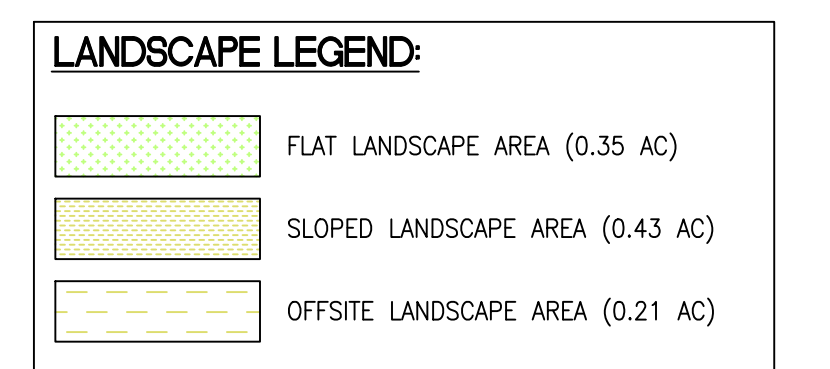 LANDSCAPE LEGEND:
FLAT LANDSCAPE AREA (0.35 AC)
SLOPED LANDSCAPE AREA (0.43 AC)
OFFSITE LANDSCAPE AREA (0.21 AC)